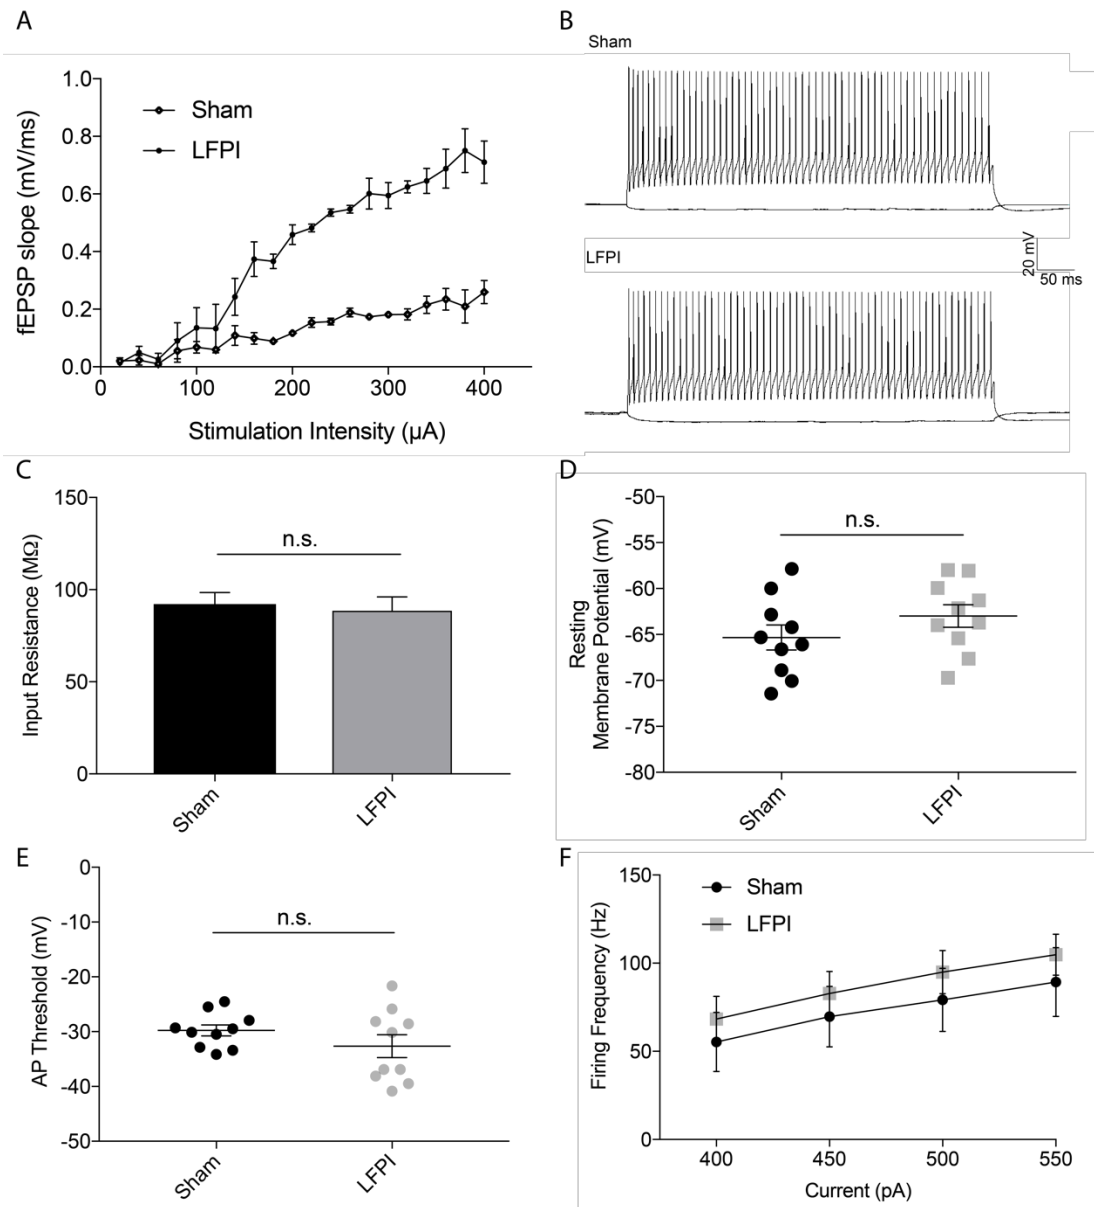 A
fEPSP slope (mV/ms)
1.0
0.8
0.6
0.4
0.2
0.0
Sham
LFPI
0
100
200
300
400
Stimulation Intensity (µA)
B
Sham
LFPI
20 mV
50 ms
C
Input Resistance (MΩ)
150
100
50
0
n.s.
Sham
LFPI
D
Resting
Membrane Potential (mV)
-50
-55
-60
-65
-70
-75
-80
n.s.
Sham
LFPI
E
AP Threshold (mV)
0
-10
-20
-30
-40
-50
n.s.
Sham
LFPI
F
Firing Frequency (Hz)
150
100
50
0
Sham
LFPI
400
450
500
550
Current (pA)